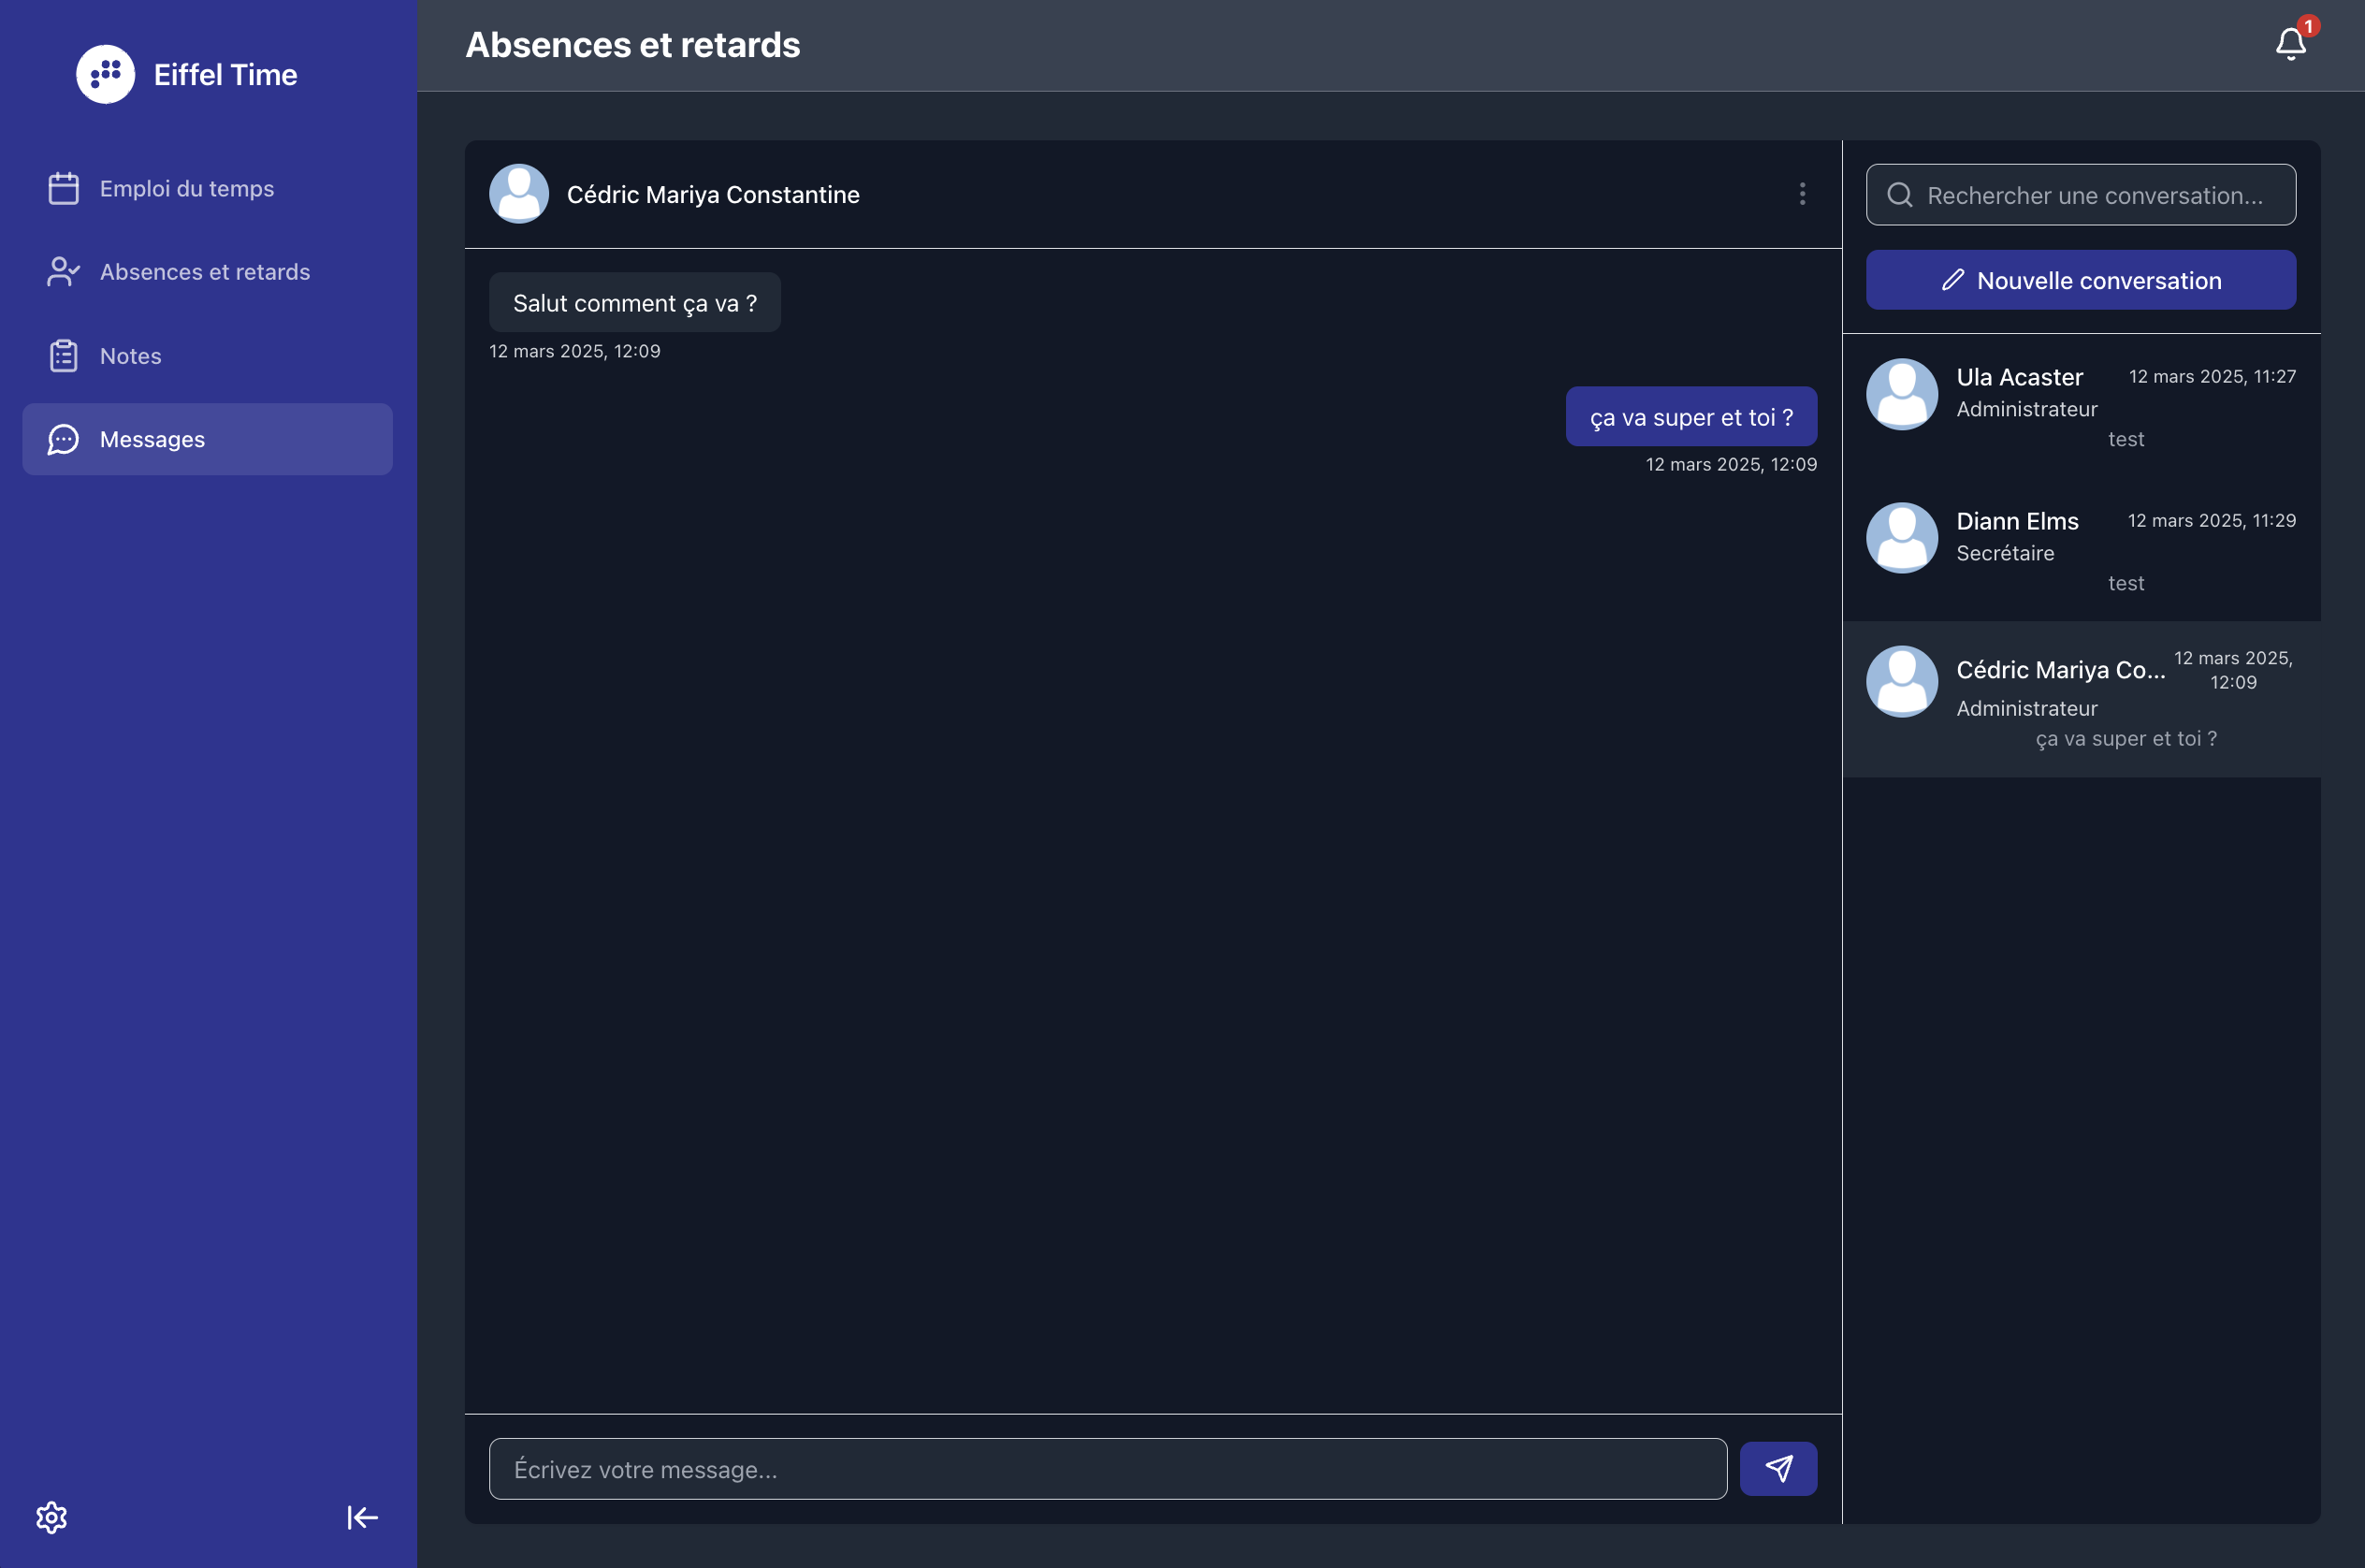 Eiffel Time
Emploi du temps
Absences et retards
Notes
Messages
Absences et retards
1
Cédric Mariya Constantine
Salut comment ça va ?
12 mars 2025, 12:09
ça va super et toi ?
12 mars 2025, 12:09
Écrivez votre message...
Rechercher une conversation...
Nouvelle conversation
Ula Acaster 12 mars 2025, 11:27
Administrateur
test
Diann Elms 12 mars 2025, 11:29
Secrétaire
test
Cédric Mariya Co... 12 mars 2025,
12:09
Administrateur
ça va super et toi ?